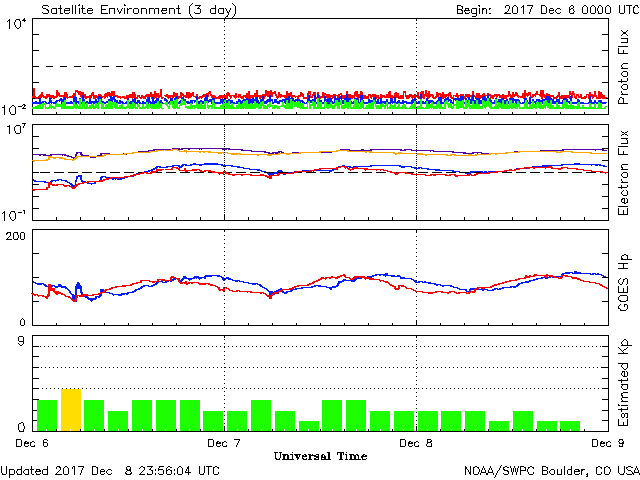 Satellite Environment (3 day) Begin: 2017 Dec 6 0000 UTC
10^4
10^-2
Proton Flux
10^7
10^-1
Electron Flux
200
0
GOES Hp
9
0
Estimated Kp
Dec 6 Dec 7 Dec 8 Dec 9
Universal Time
Updated 2017 Dec 8 23:56:04 UTC NOAA/SWPC Boulder, CO USA